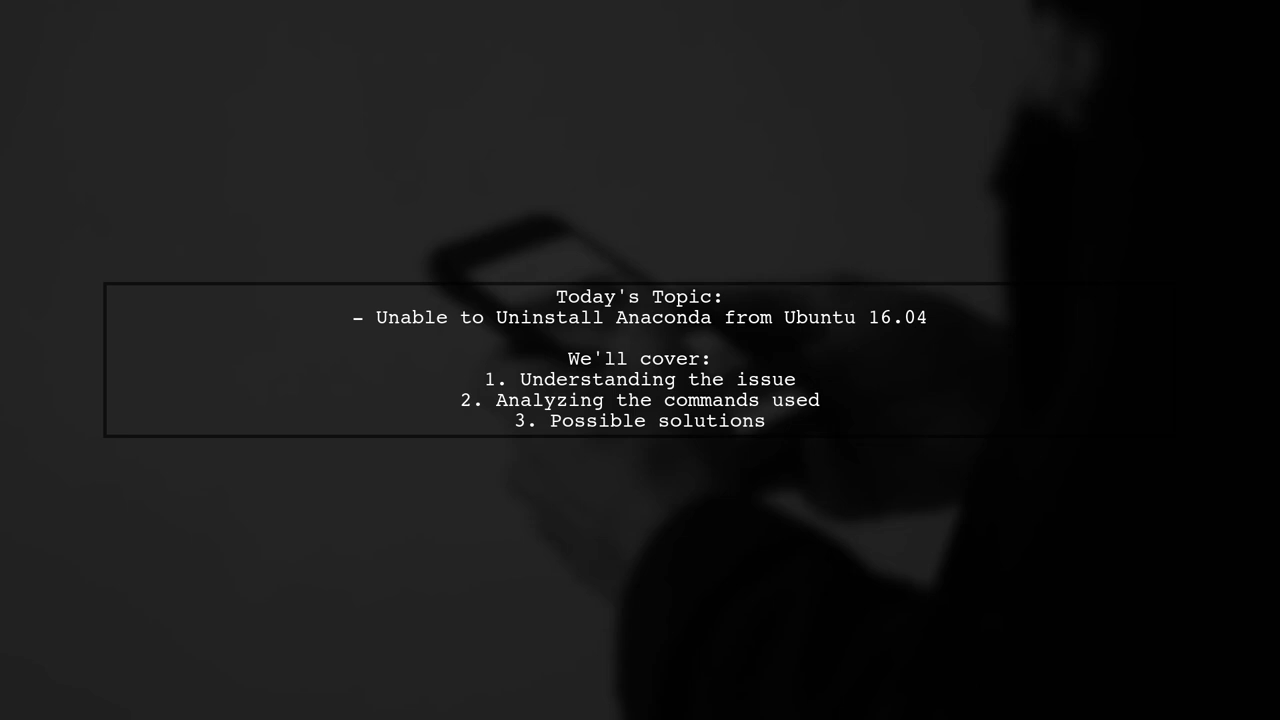 Today's Topic:
- Unable to Uninstall Anaconda from Ubuntu 16.04
We'll cover:
1. Understanding the issue
2. Analyzing the commands used
3. Possible solutions